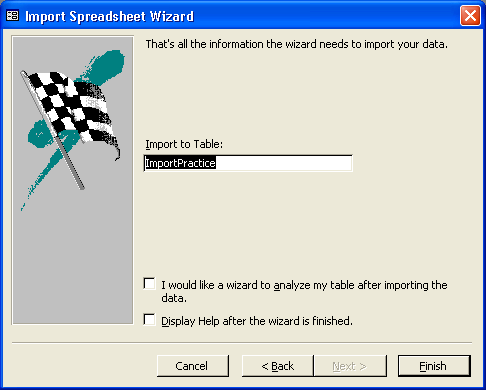 Import Spreadsheet Wizard
That's all the information the wizard needs to import your data.
Import to Table:
ImportPractice
I would like a wizard to analyze my table after importing the
data.
Display Help after the wizard is finished.
Cancel
< Back
Next >
Finish